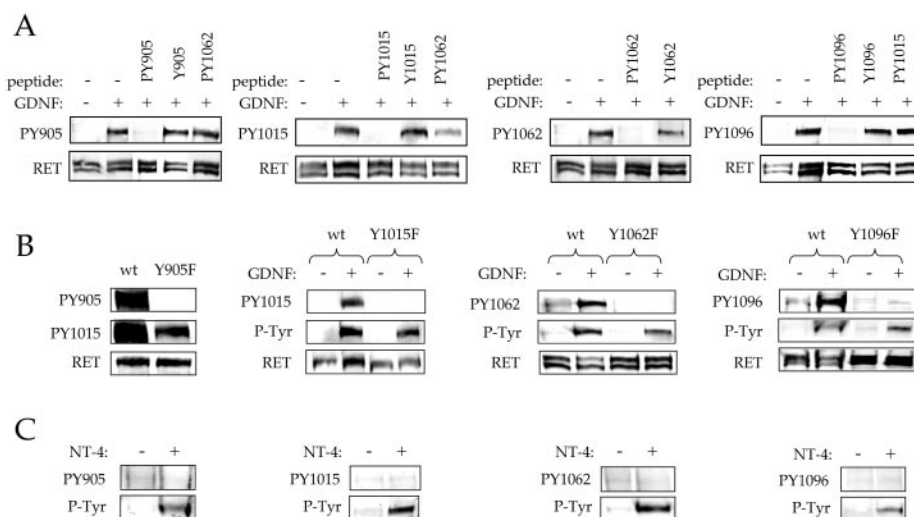 A
peptide: - - PY905 Y905 PY1062
GDNF: - + + + +
PY905
RET
peptide: - - PY1015 Y1015 PY1062
GDNF: - + + + +
PY1015
RET
peptide: - - PY1062 Y1062
GDNF: - + + +
PY1062
RET
peptide: - - PY1096 Y1096 PY1015
GDNF: - + + + +
PY1096
RET
B
wt Y905F
PY905
PY1015
RET
wt Y1015F
GDNF: - + - +
PY1015
P-Tyr
RET
wt Y1062F
GDNF: - + - +
PY1062
P-Tyr
RET
wt Y1096F
GDNF: - + - +
PY1096
P-Tyr
RET
C
NT-4: - +
PY905
P-Tyr
NT-4: - +
PY1015
P-Tyr
NT-4: - +
PY1062
P-Tyr
NT-4: - +
PY1096
P-Tyr